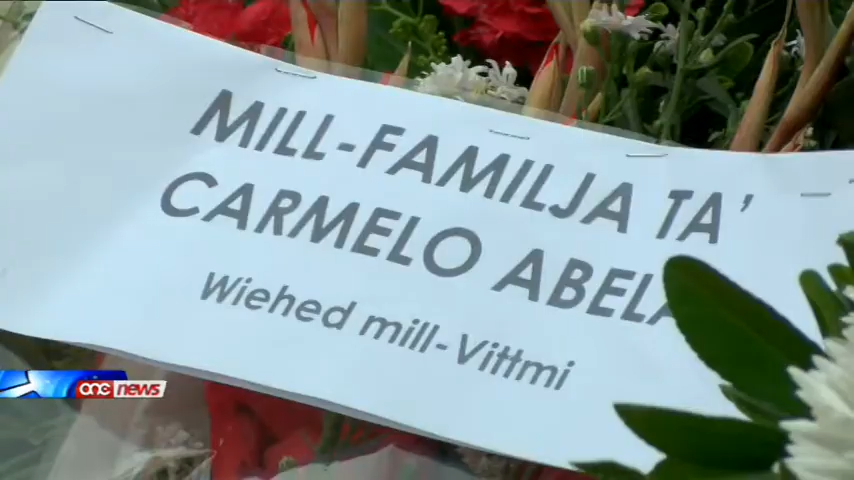 MILL-FAMILJA TA'
CARMELO ABELA
Wiehed mill-Vittmi
one news